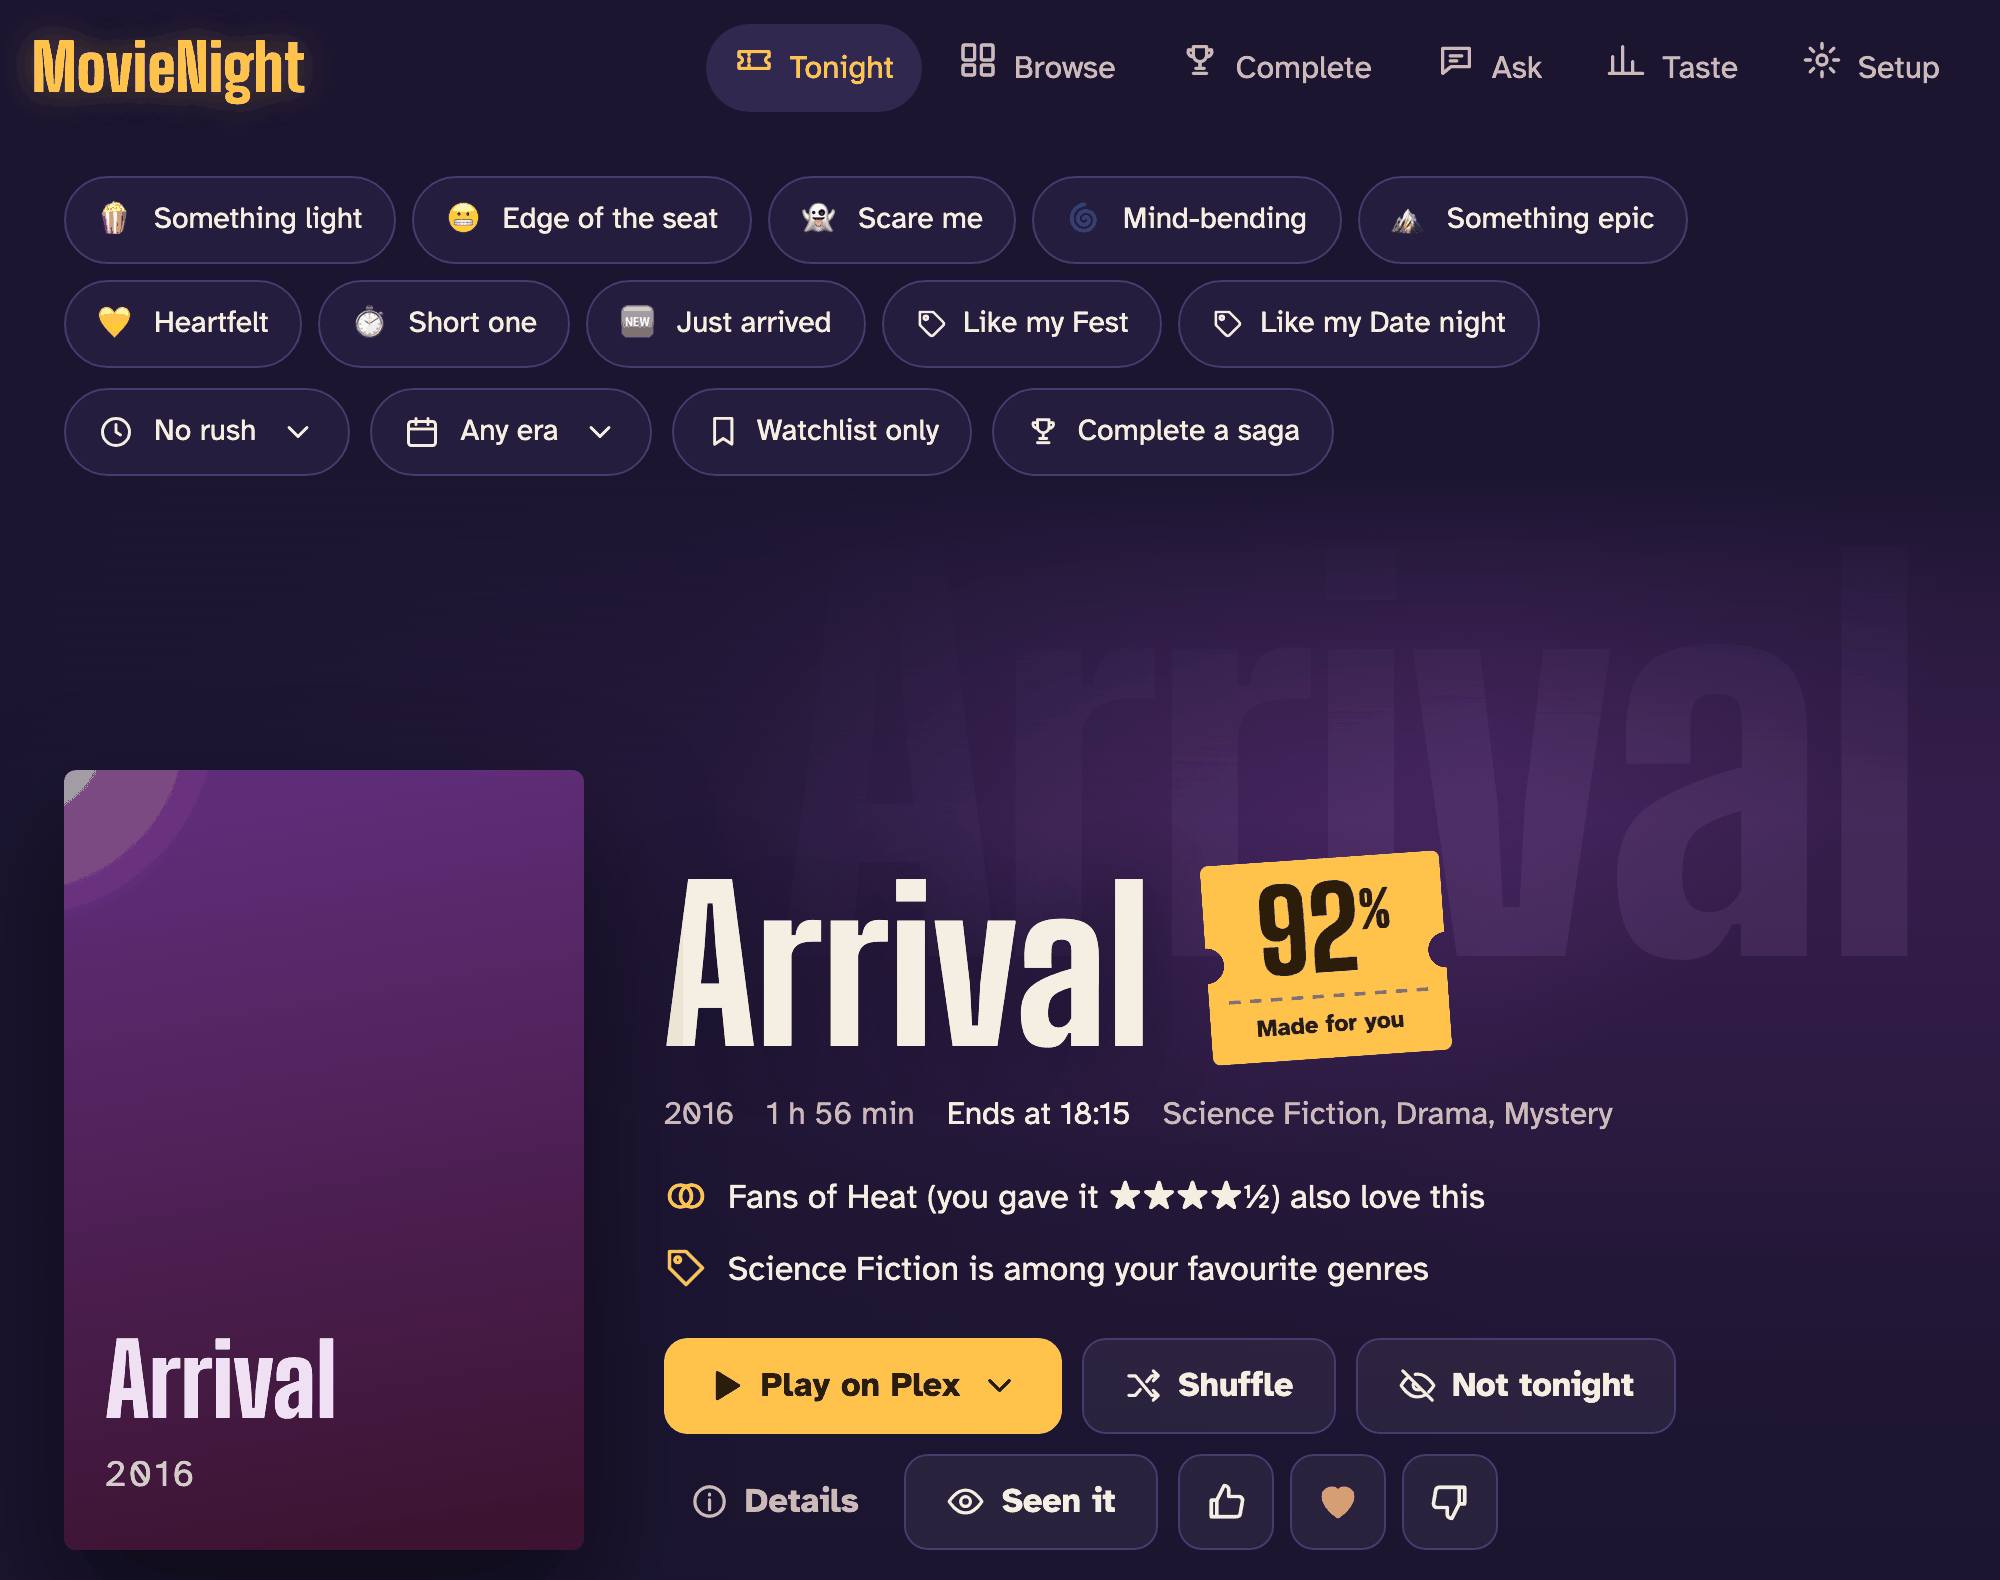 MovieNight
Tonight Browse Complete Ask Taste Setup
Something light Edge of the seat Scare me Mind-bending Something epic
Heartfelt Short one NEW Just arrived Like my Fest Like my Date night
No rush Any era Watchlist only Complete a saga
Arrival
Arrival
92%
Made for you
2016 1 h 56 min Ends at 18:15 Science Fiction, Drama, Mystery
Fans of Heat (you gave it ★★★★½) also love this
Science Fiction is among your favourite genres
Play on Plex Shuffle Not tonight
Details Seen it
Arrival
2016